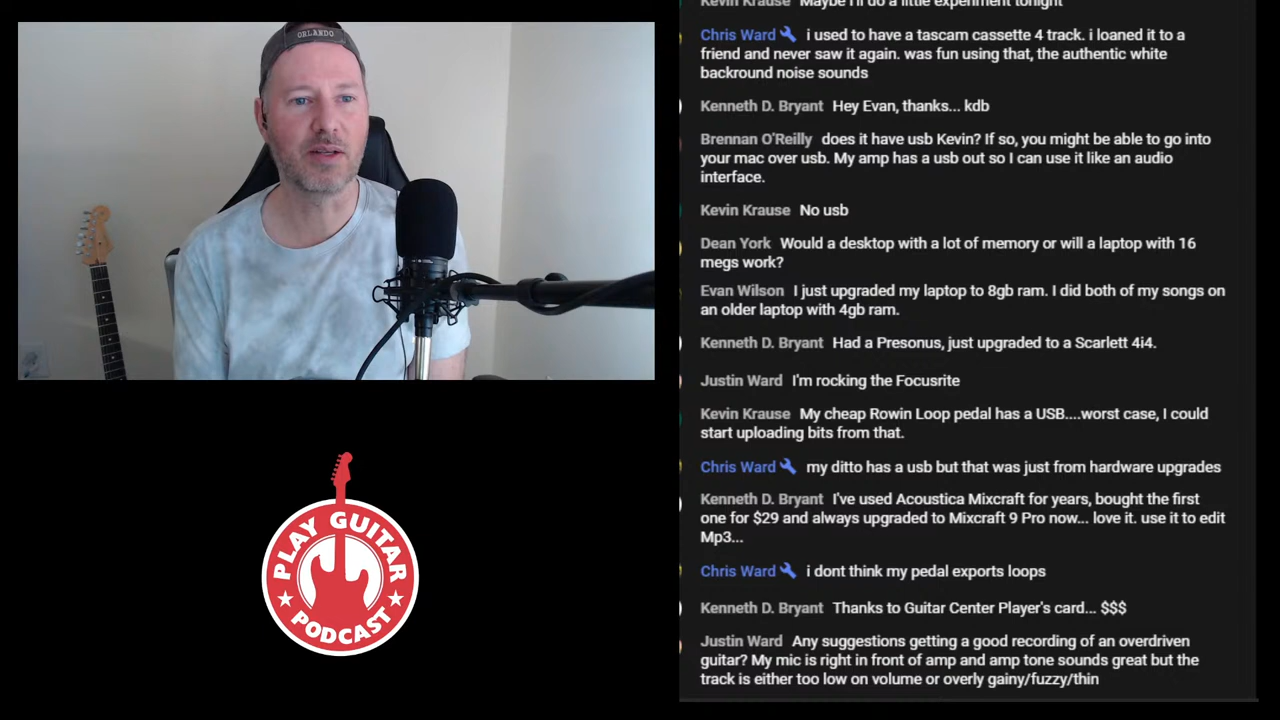 ORLANDO
PLAY GUITAR
PODCAST
Kevin Krause Maybe I'll do a little experiment tonight
Chris Ward i used to have a tascam cassette 4 track. i loaned it to a
friend and never saw it again. was fun using that, the authentic white
backround noise sounds
Kenneth D. Bryant Hey Evan, thanks... kdb
Brennan O'Reilly does it have usb Kevin? If so, you might be able to go into
your mac over usb. My amp has a usb out so I can use it like an audio
interface.
Kevin Krause No usb
Dean York Would a desktop with a lot of memory or will a laptop with 16
megs work?
Evan Wilson I just upgraded my laptop to 8gb ram. I did both of my songs on
an older laptop with 4gb ram.
Kenneth D. Bryant Had a Presonus, just upgraded to a Scarlett 4i4.
Justin Ward I'm rocking the Focusrite
Kevin Krause My cheap Rowin Loop pedal has a USB....worst case, I could
start uploading bits from that.
Chris Ward my ditto has a usb but that was just from hardware upgrades
Kenneth D. Bryant I've used Acoustica Mixcraft for years, bought the first
one for $29 and always upgraded to Mixcraft 9 Pro now... love it. use it to edit
Mp3...
Chris Ward i dont think my pedal exports loops
Kenneth D. Bryant Thanks to Guitar Center Player's card... $$$
Justin Ward Any suggestions getting a good recording of an overdriven
guitar? My mic is right in front of amp and amp tone sounds great but the
track is either too low on volume or overly gainy/fuzzy/thin